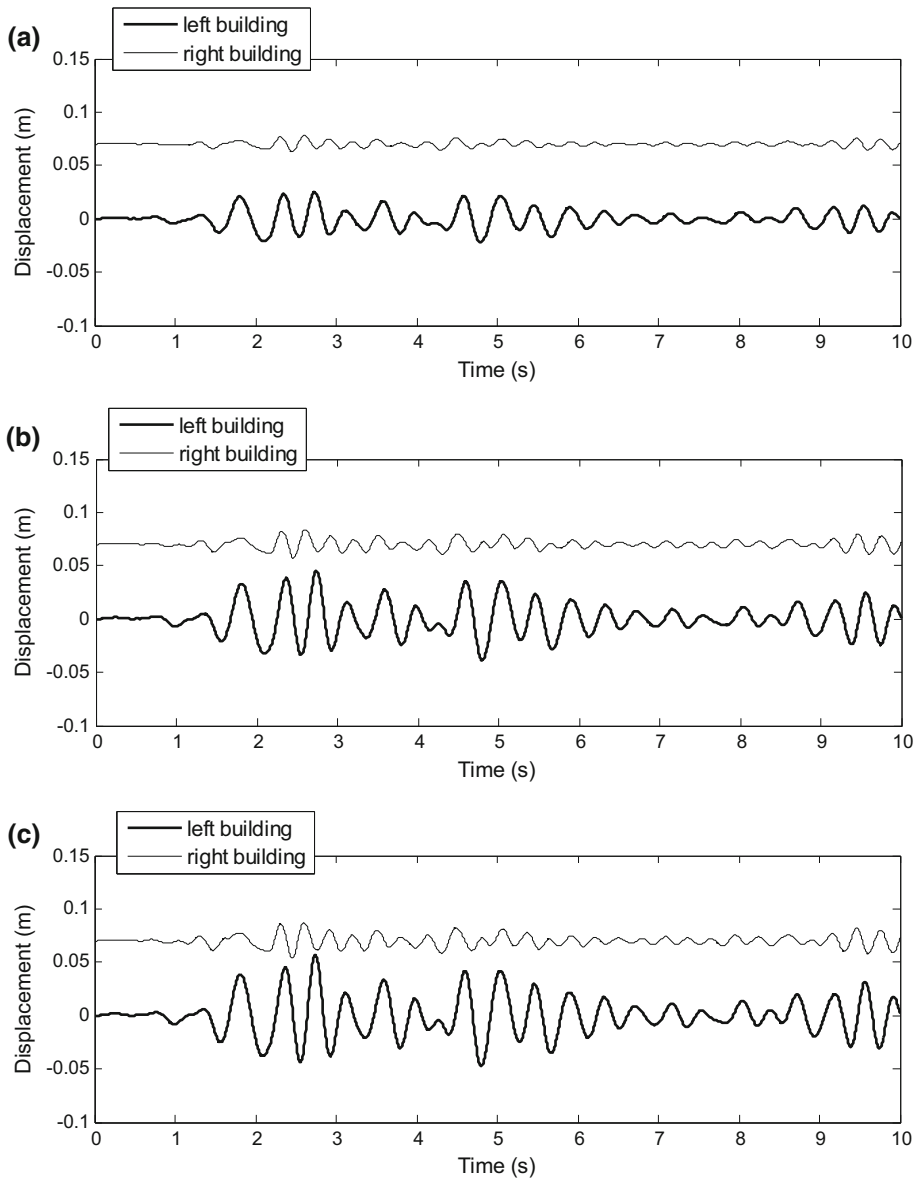 (a)
left building
right building
0.15
0.1
0.05
0
-0.05
-0.1
Displacement (m)
0 1 2 3 4 5 6 7 8 9 10
Time (s)
(b)
left building
right building
0.15
0.1
0.05
0
-0.05
-0.1
Displacement (m)
0 1 2 3 4 5 6 7 8 9 10
Time (s)
(c)
left building
right building
0.15
0.1
0.05
0
-0.05
-0.1
Displacement (m)
0 1 2 3 4 5 6 7 8 9 10
Time (s)